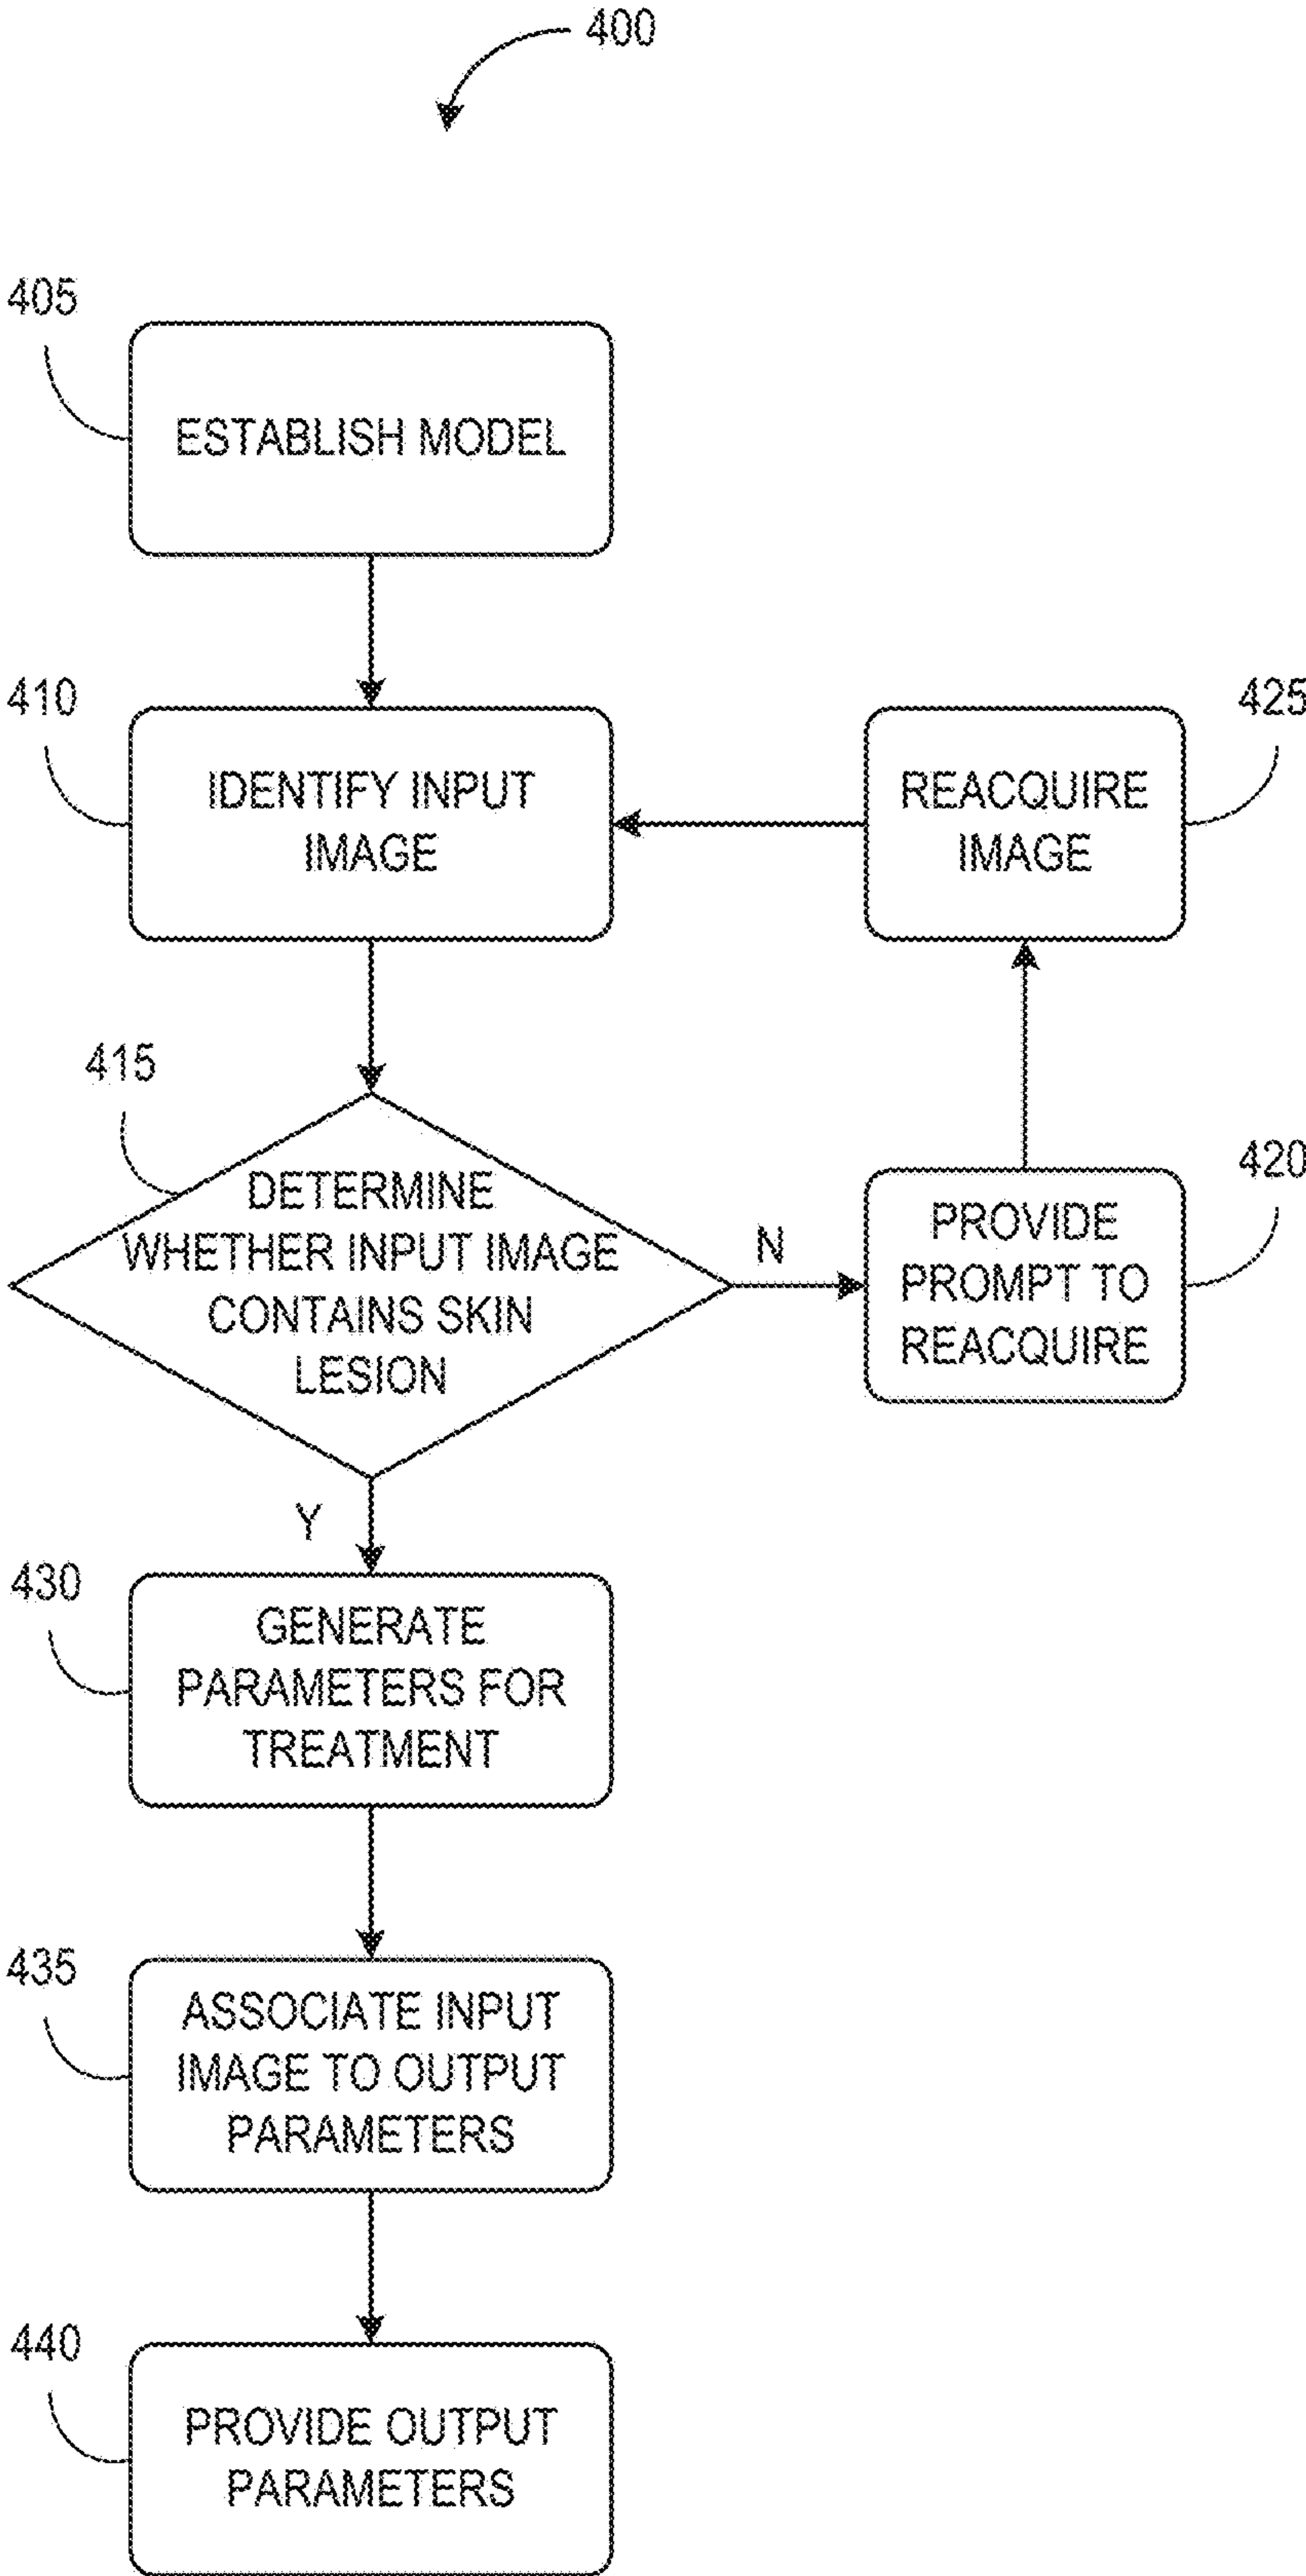 400
405
ESTABLISH MODEL
410
IDENTIFY INPUT
IMAGE
425
REACQUIRE
IMAGE
415
DETERMINE
WHETHER INPUT IMAGE
CONTAINS SKIN
LESION
N
420
PROVIDE
PROMPT TO
REACQUIRE
Y
430
GENERATE
PARAMETERS FOR
TREATMENT
435
ASSOCIATE INPUT
IMAGE TO OUTPUT
PARAMETERS
440
PROVIDE OUTPUT
PARAMETERS